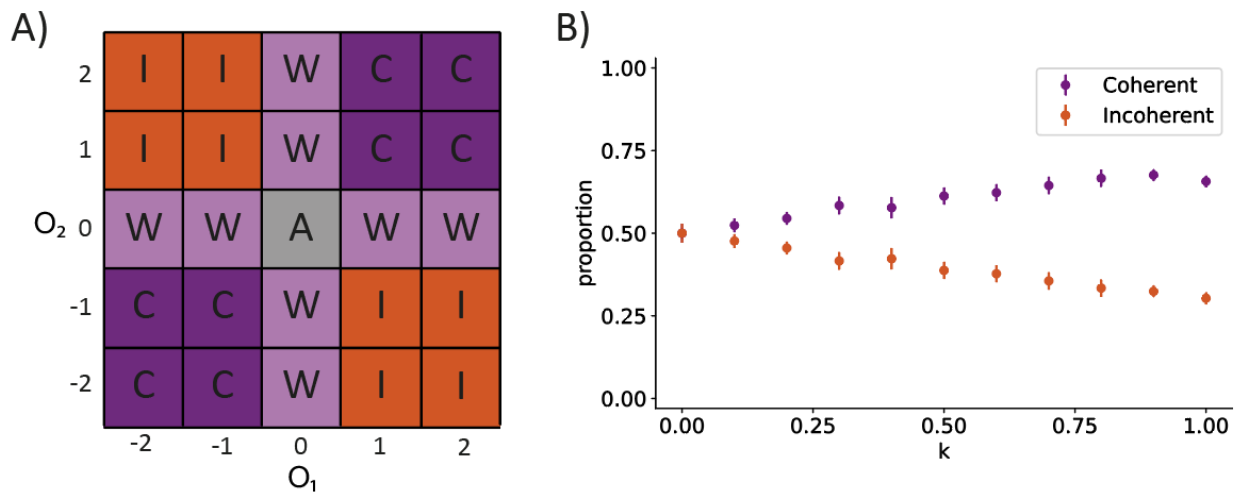 A)
2 I I W C C
1 I I W C C
O₂ 0 W W A W W
-1 C C W I I
-2 C C W I I
-2 -1 0 1 2
O₁
B)
1.00
0.75
0.50
0.25
0.00
proportion
Coherent
Incoherent
0.00 0.25 0.50 0.75 1.00
k